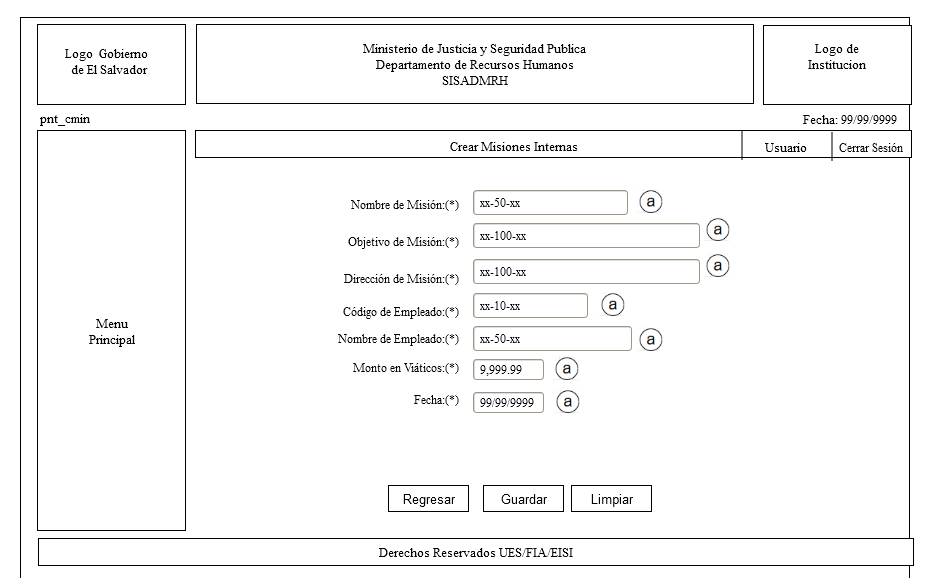 Logo Gobierno
de El Salvador
Ministerio de Justicia y Seguridad Publica
Departamento de Recursos Humanos
SISADMRH
Logo de
Institucion
pnt_cmin
Fecha: 99/99/9999
Crear Misiones Internas
Usuario
Cerrar Sesión
Menu
Principal
Nombre de Misión:(*) xx-50-xx a
Objetivo de Misión:(*) xx-100-xx a
Dirección de Misión:(*) xx-100-xx a
Código de Empleado:(*) xx-10-xx a
Nombre de Empleado:(*) xx-50-xx a
Monto en Viáticos:(*) 9,999.99 a
Fecha:(*) 99/99/9999 a
Regresar Guardar Limpiar
Derechos Reservados UES/FIA/EISI